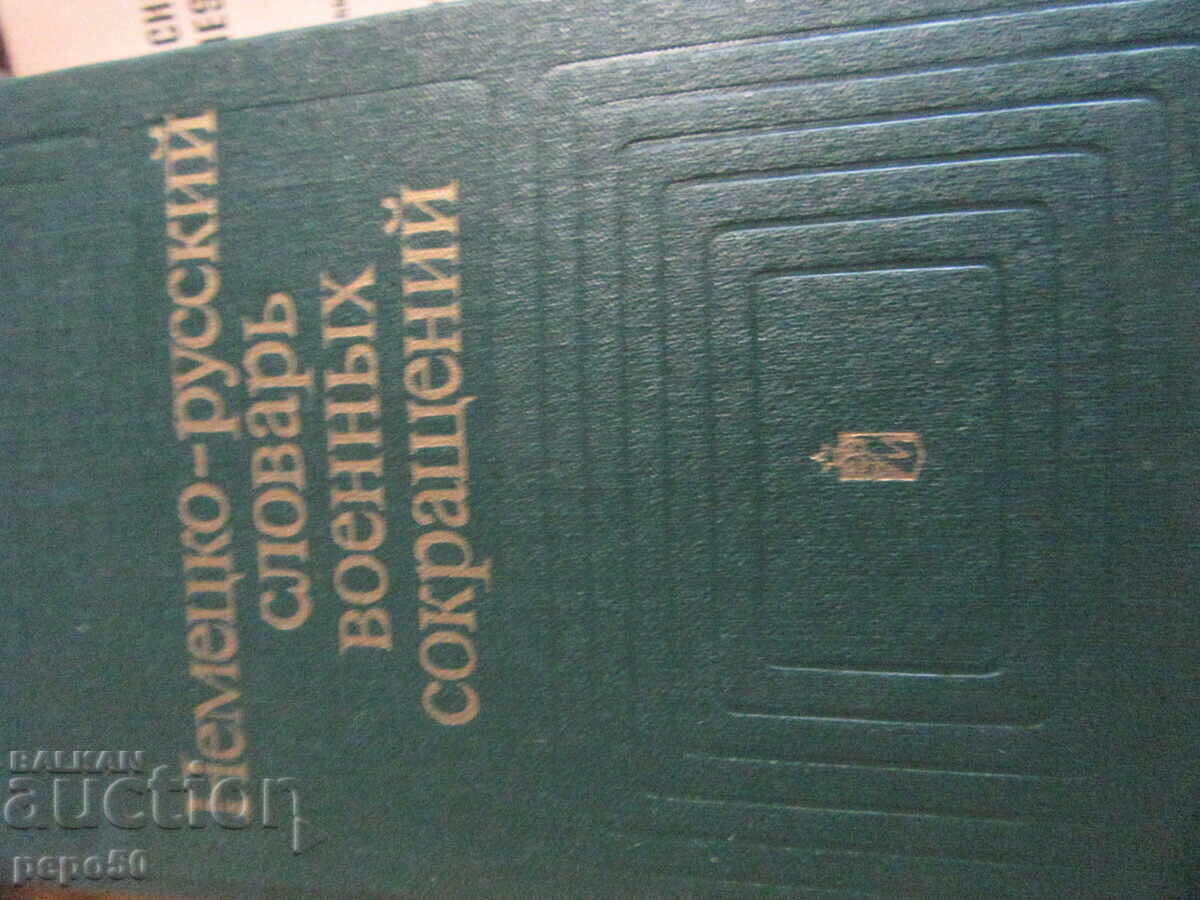 Немецко-русский
словарь
военных
сокращений
BALKAN
auction
pepo50